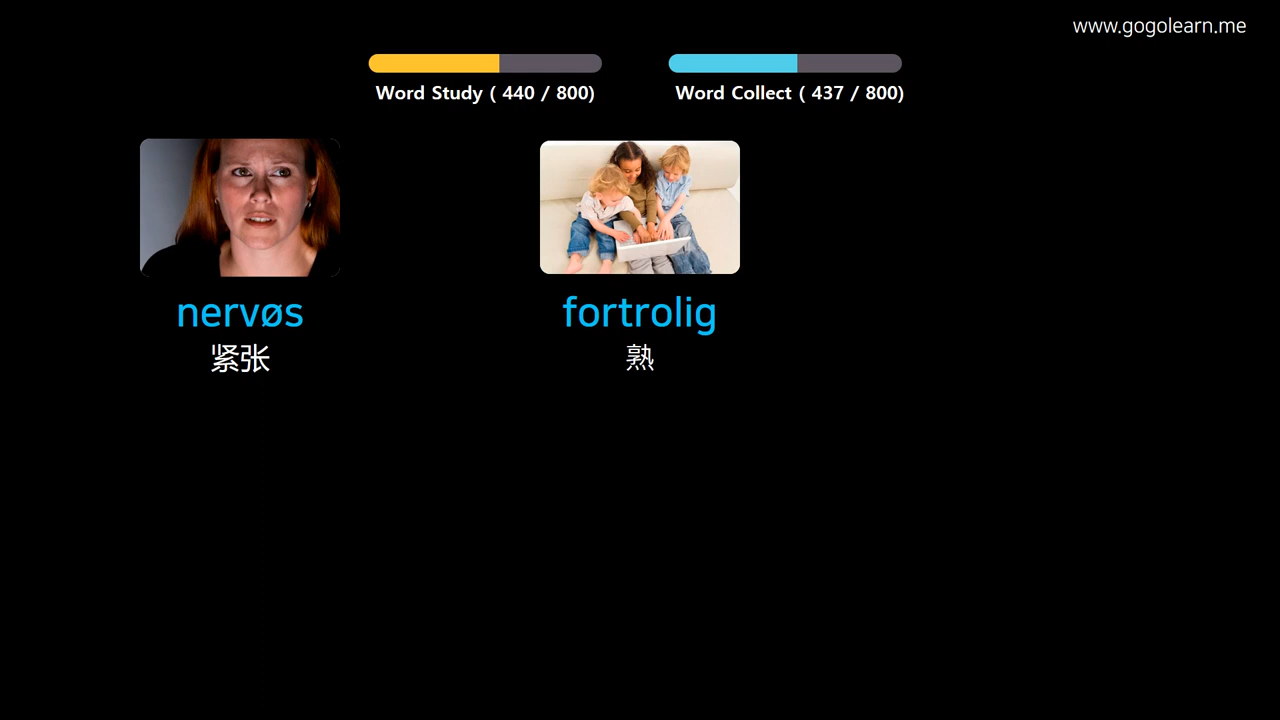 www.gogolearn.me
Word Study ( 440 / 800)
Word Collect ( 437 / 800)
nervøs
fortrolig
紧张
熟